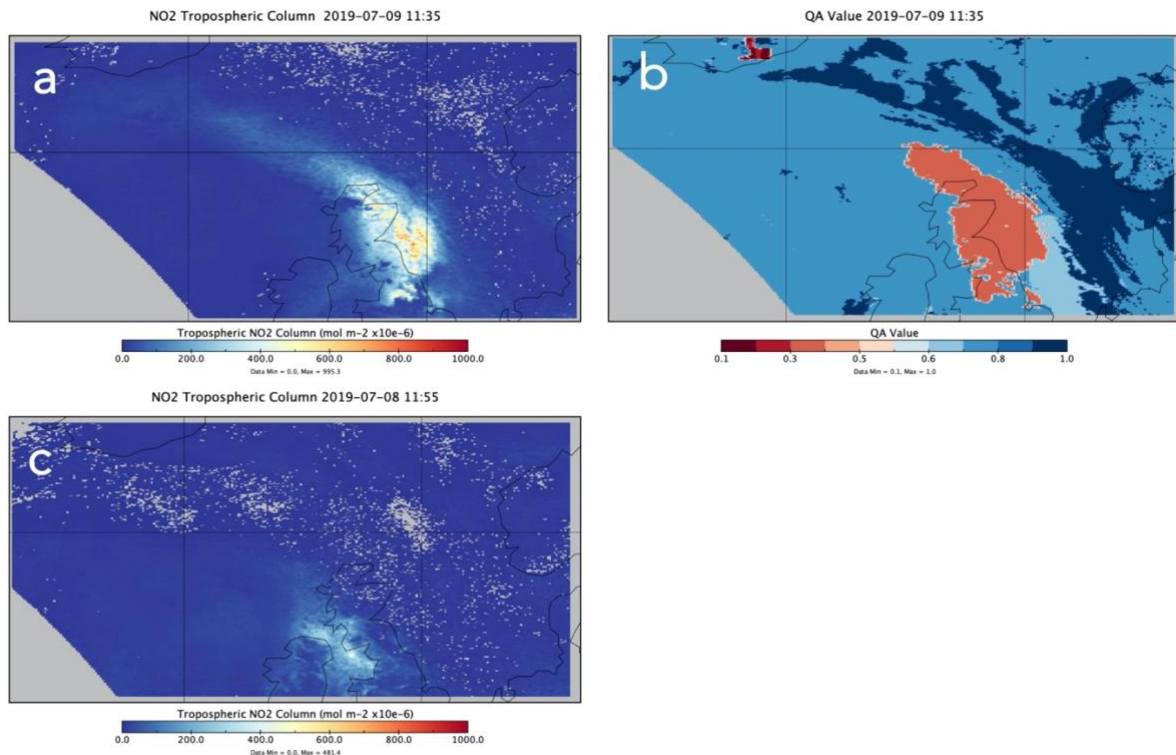 NO2 Tropospheric Column 2019-07-09 11:35
a
Tropospheric NO2 Column (mol m-2 x10e-6)
0.0 200.0 400.0 600.0 800.0 1000.0
Data Min = 0.0, Max = 995.3
QA Value 2019-07-09 11:35
b
QA Value
0.1 0.3 0.5 0.6 0.8 1.0
Data Min = 0.1, Max = 1.0
NO2 Tropospheric Column 2019-07-08 11:55
c
Tropospheric NO2 Column (mol m-2 x10e-6)
0.0 200.0 400.0 600.0 800.0 1000.0
Data Min = 0.0, Max = 481.4